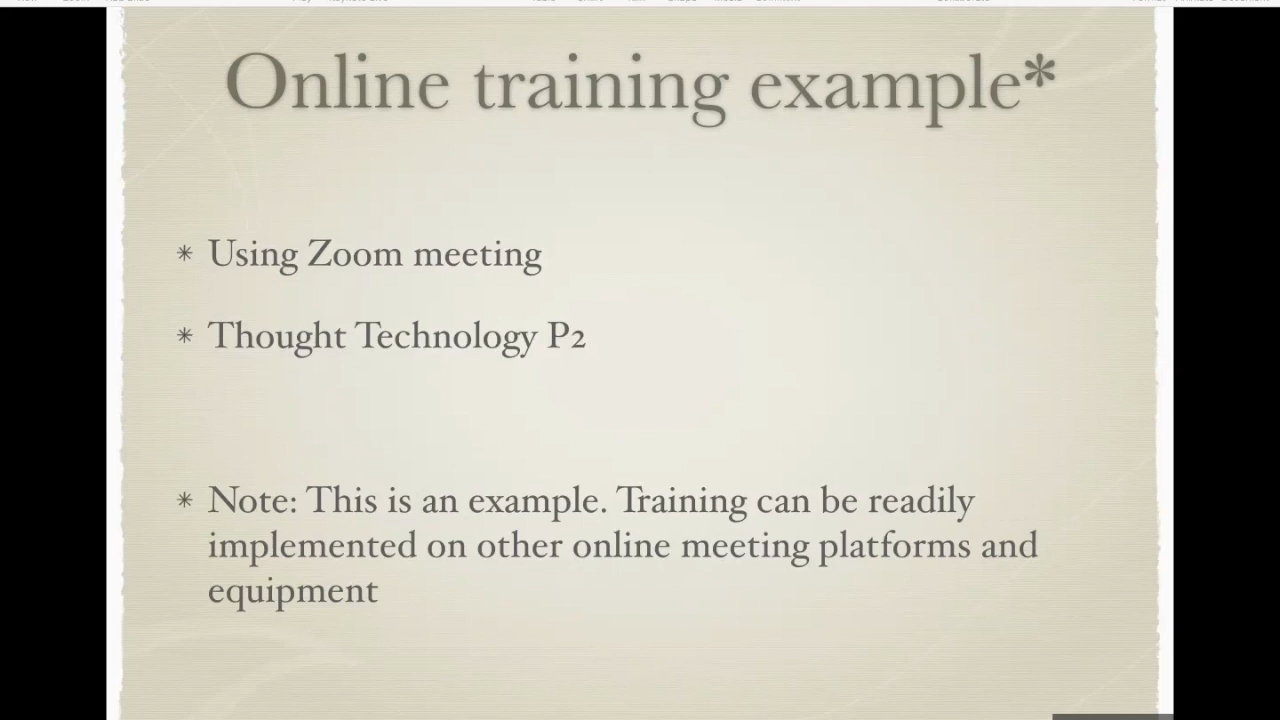 Online training example*
* Using Zoom meeting
* Thought Technology P2
* Note: This is an example. Training can be readily
implemented on other online meeting platforms and
equipment